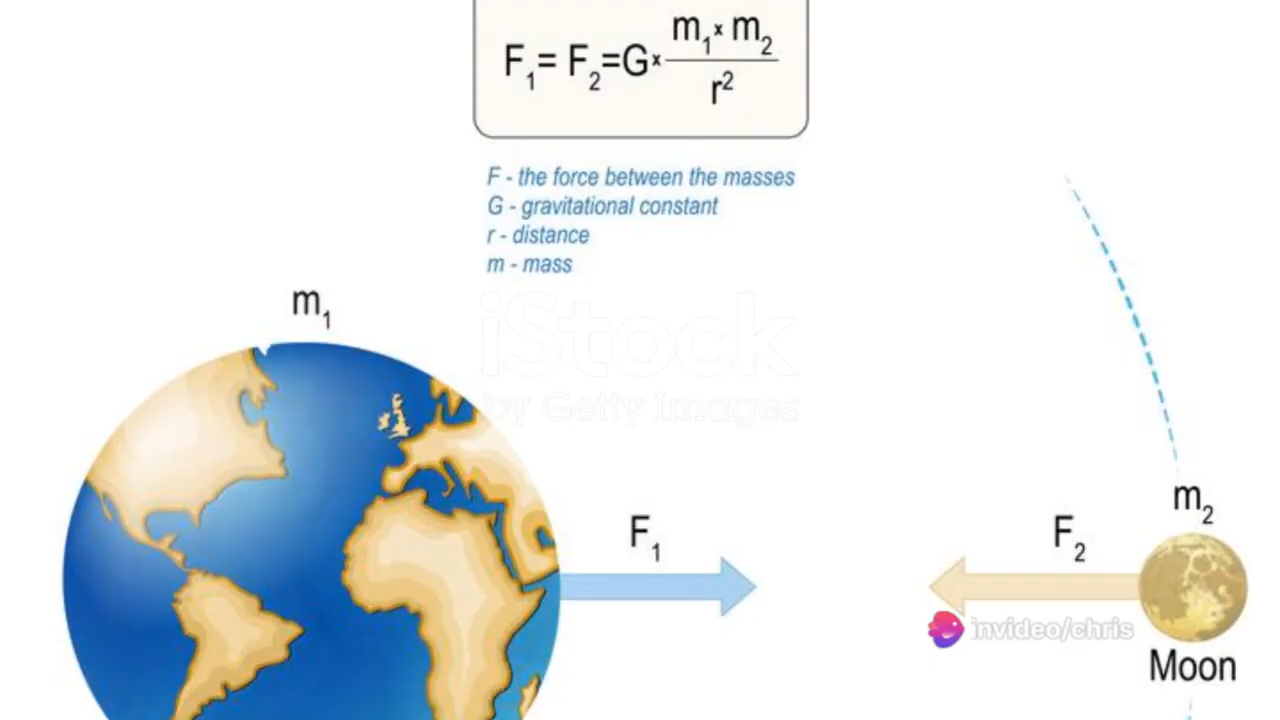 F₁= F₂=G× m₁× m₂
r²
F - the force between the masses
G - gravitational constant
r - distance
m - mass
m₁
iStock
by Getty Images
m₂
F₁
F₂
invideo/chris
Moon